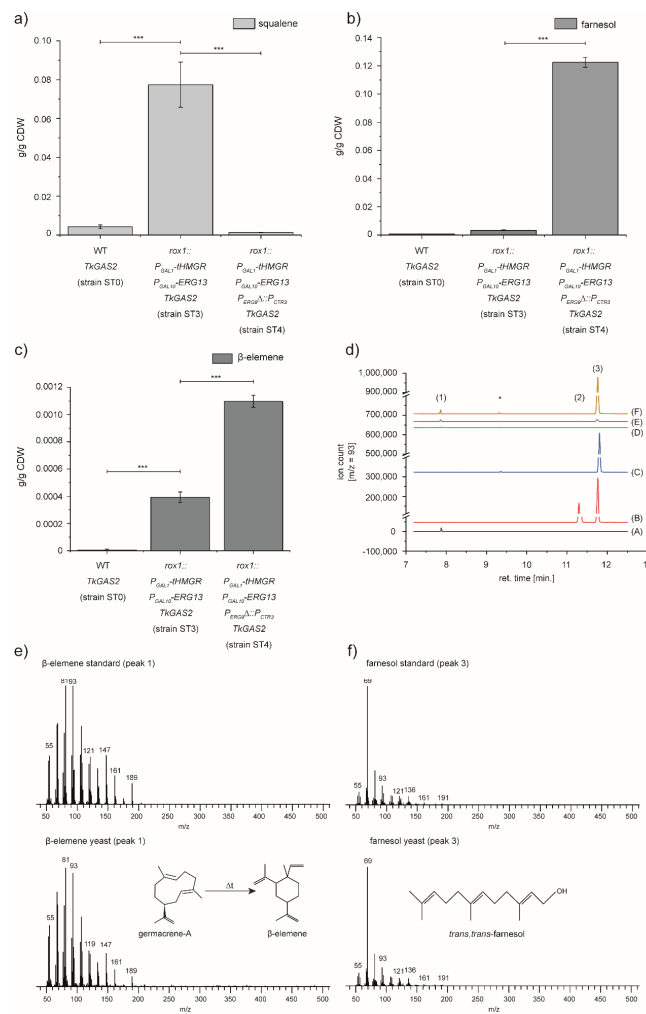 a)
squalene
***
***
0.10
0.08
0.06
0.04
0.02
0
g/g CDW
WT
TkGAS2
(strain ST0)
rox1::
PGAL1-tHMGR
PGAL10-ERG13
TkGAS2
(strain ST3)
rox1::
PGAL1-tHMGR
PGAL10-ERG13
PERG9Δ::PCTR3
TkGAS2
(strain ST4)
b)
farnesol
***
0.14
0.12
0.10
0.08
0.06
0.04
0.02
0.00
g/g CDW
WT
TkGAS2
(strain ST0)
rox1::
PGAL1-tHMGR
PGAL10-ERG13
TkGAS2
(strain ST3)
rox1::
PGAL1-tHMGR
PGAL10-ERG13
PERG9Δ::PCTR3
TkGAS2
(strain ST4)
c)
β-elemene
***
***
0.0012
0.0010
0.0008
0.0006
0.0004
0.0002
0
g/g CDW
WT
TkGAS2
(strain ST0)
rox1::
PGAL1-tHMGR
PGAL10-ERG13
TkGAS2
(strain ST3)
rox1::
PGAL1-tHMGR
PGAL10-ERG13
PERG9Δ::PCTR3
TkGAS2
(strain ST4)
d)
1,000,000
900,000
800,000
700,000
600,000
500,000
400,000
300,000
200,000
100,000
0
-100,000
ion count
[m/z = 93]
(1)
*
(2)
(3)
(F)
(E)
(D)
(C)
(B)
(A)
7 8 9 10 11 12 13
ret. time [min.]
e)
β-elemene standard (peak 1)
81 93
55
121
147
161
189
50 100 150 200 250 300 350 400 450 500
m/z
β-elemene yeast (peak 1)
81
93
55
119
147
161
189
germacrene-A
Δt
β-elemene
50 100 150 200 250 300 350 400 450 500
m/z
f)
farnesol standard (peak 3)
69
55
93
121 136
161
191
50 100 150 200 250 300 350 400 450 500
m/z
farnesol yeast (peak 3)
69
OH
trans,trans-farnesol
55
93
121 136
161
191
50 100 150 200 250 300 350 400 450 500
m/z